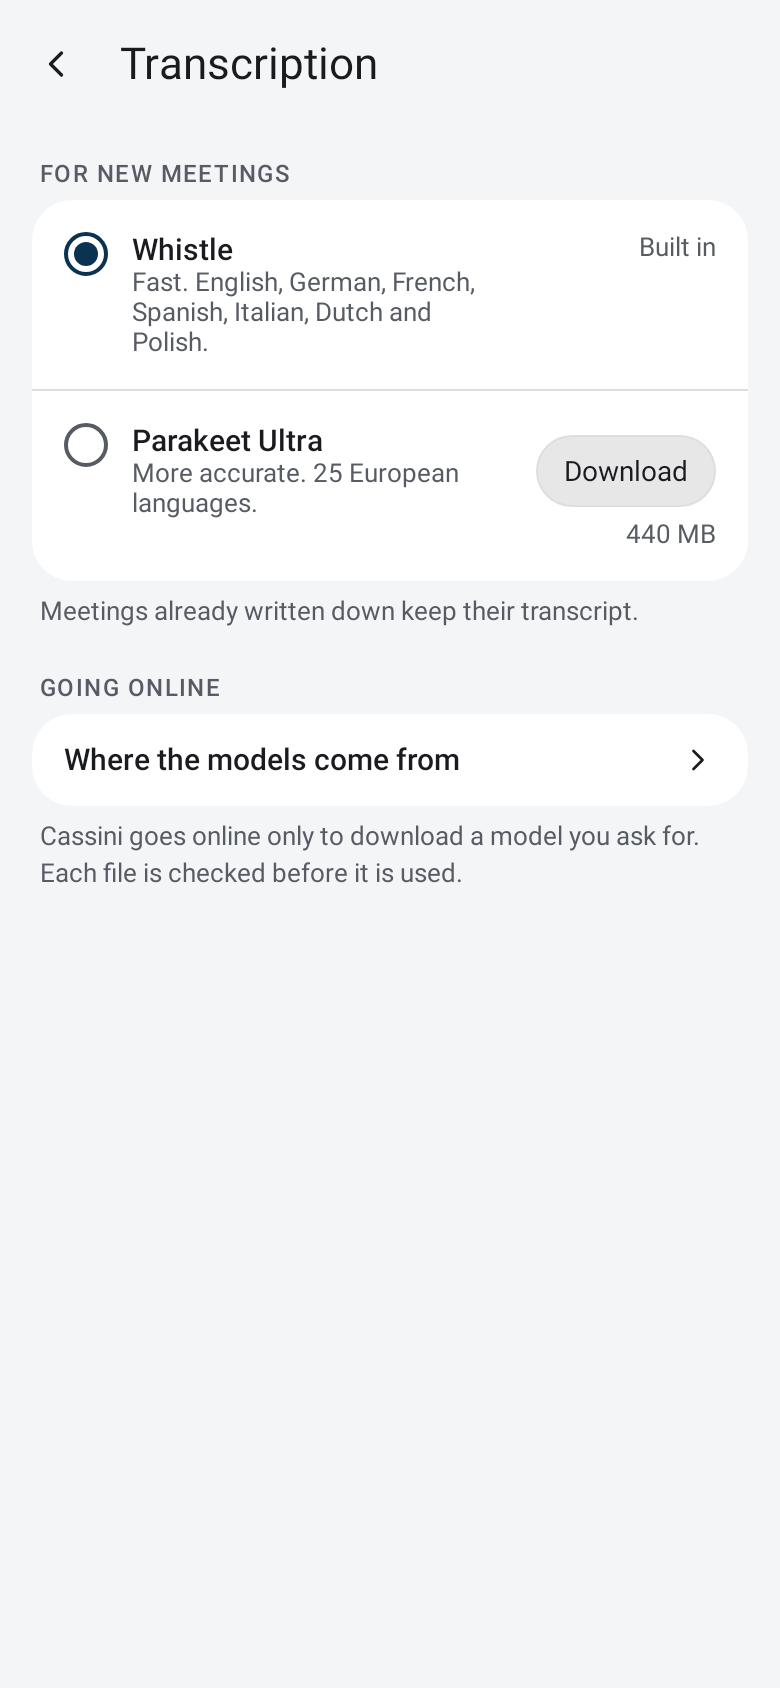 Transcription
FOR NEW MEETINGS
Whistle
Built in
Fast. English, German, French,
Spanish, Italian, Dutch and
Polish.
Parakeet Ultra
More accurate. 25 European
languages.
Download
440 MB
Meetings already written down keep their transcript.
GOING ONLINE
Where the models come from
Cassini goes online only to download a model you ask for.
Each file is checked before it is used.